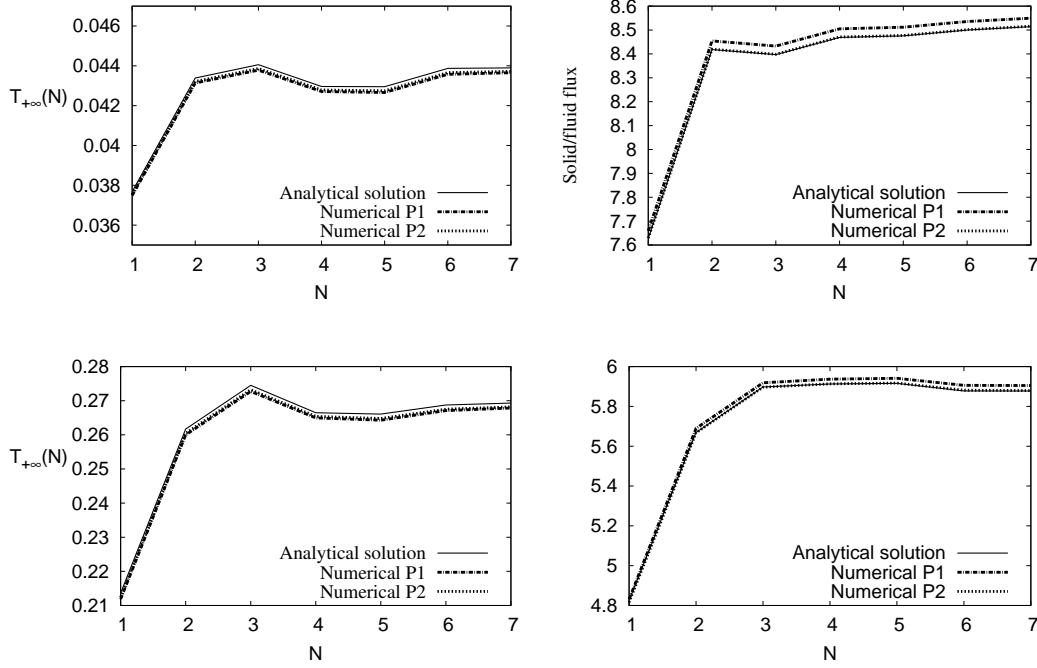 0.046
0.044
0.042
0.04
0.038
0.036
T+∞(N)
Analytical solution
Numerical P1
Numerical P2
1 2 3 4 5 6 7
N
8.6
8.5
8.4
8.3
8.2
8.1
8
7.9
7.8
7.7
7.6
Solid/fluid flux
Analytical solution
Numerical P1
Numerical P2
1 2 3 4 5 6 7
N
0.28
0.27
0.26
0.25
0.24
0.23
0.22
0.21
T+∞(N)
Analytical solution
Numerical P1
Numerical P2
1 2 3 4 5 6 7
N
6
5.8
5.6
5.4
5.2
5
4.8
Analytical solution
Numerical P1
Numerical P2
1 2 3 4 5 6 7
N